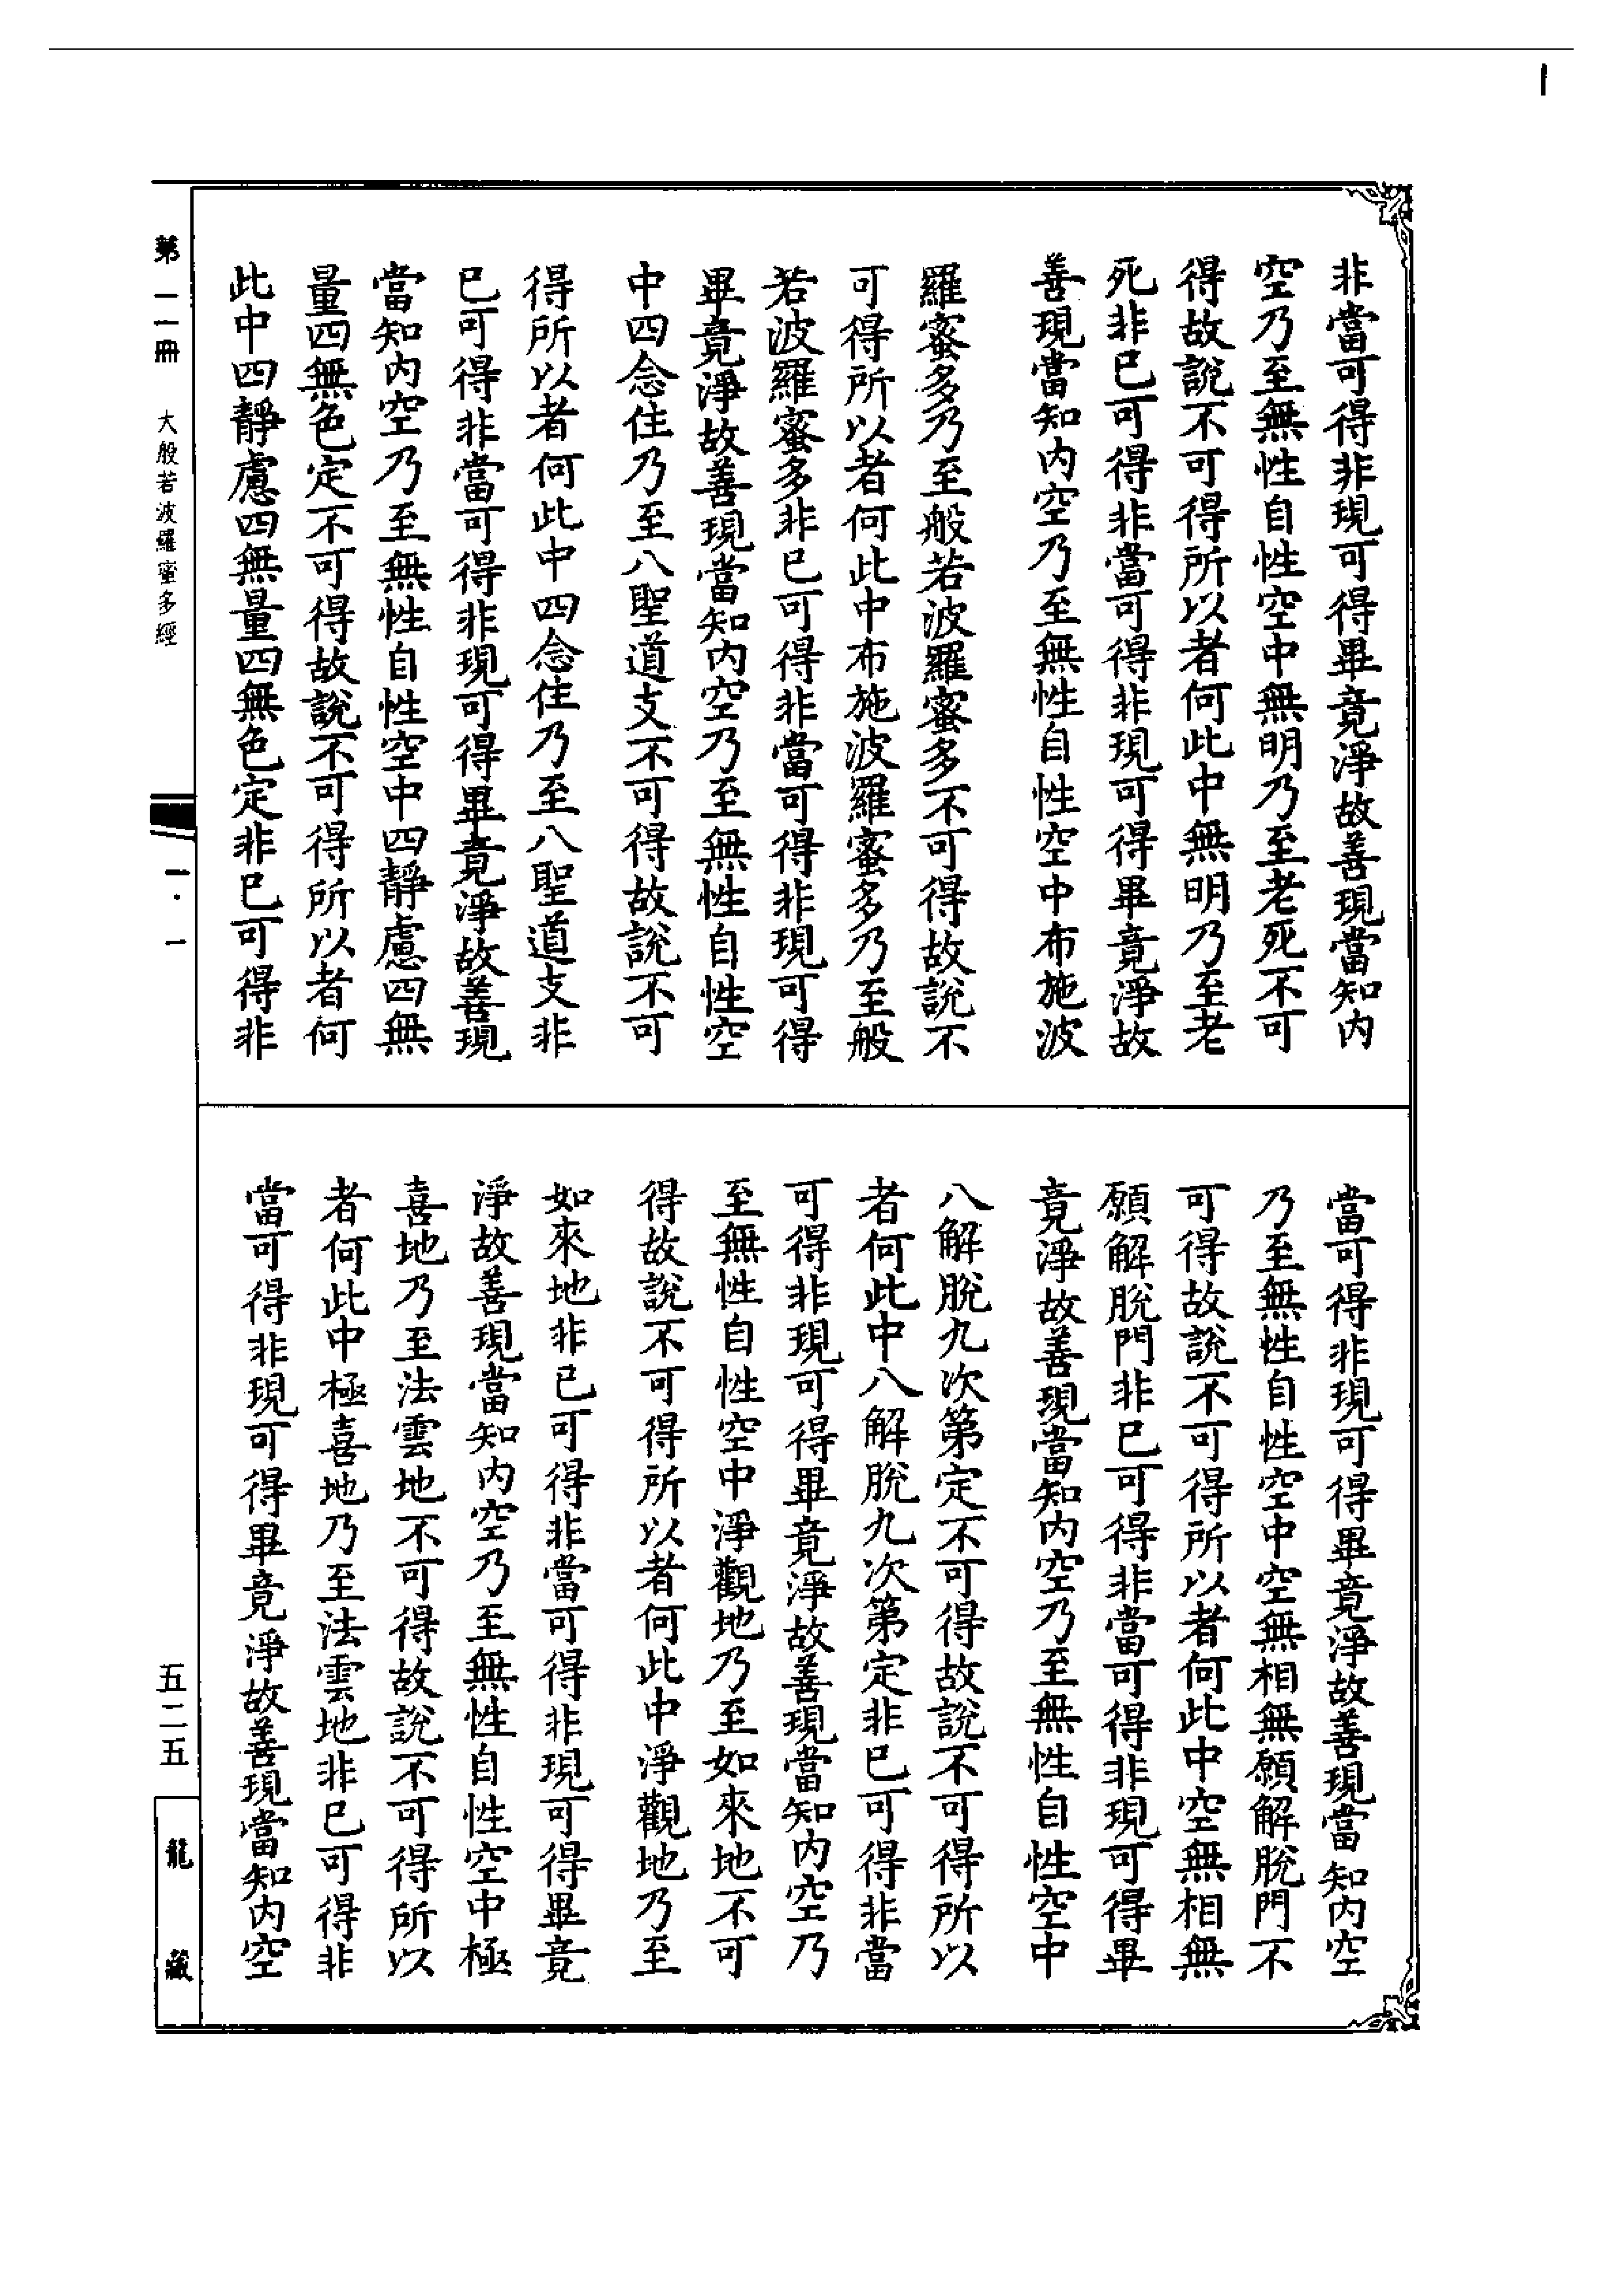 非當可得非現可得畢竟淨故善現當知內
空乃至無性自性空中無明乃至老死不可
得故說不可得所以者何此中無明乃至老
死非已可得非當可得非現可得畢竟淨故
善現當知內空乃至無性自性空中布施波
羅蜜多乃至般若波羅蜜多不可得故說不
可得所以者何此中布施波羅蜜多乃至般
若波羅蜜多非已可得非當可得非現可得
畢竟淨故善現當知內空乃至無性自性空
中四念住乃至八聖道支不可得故說不可
得所以者何此中四念住乃至八聖道支非
已可得非當可得非現可得畢竟淨故善現
當知內空乃至無性自性空中四靜慮四無
量四無色定不可得故說不可得所以者何
此中四靜慮四無量四無色定非已可得非
當可得非現可得畢竟淨故善現當知內空
乃至無性自性空中空無相無願解脫門不
可得故說不可得所以者何此中空無相無
願解脫門非已可得非當可得非現可得畢
竟淨故善現當知內空乃至無性自性空中
八解脫九次第定不可得故說不可得所以
者何此中八解脫九次第定非已可得非當
可得非現可得畢竟淨故善現當知內空乃
至無性自性空中淨觀地乃至如來地不可
得故說不可得所以者何此中淨觀地乃至
如來地非已可得非當可得非現可得畢竟
淨故善現當知內空乃至無性自性空中極
喜地乃至法雲地不可得故說不可得所以
者何此中極喜地乃至法雲地非已可得非
當可得非現可得畢竟淨故善現當知內空
大般若波羅蜜多經
五二五
龍藏